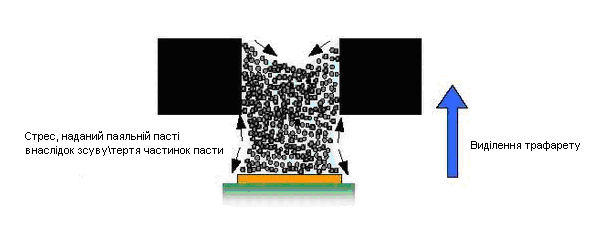 Стрес, наданий паяльній пасті
внаслідок зсуву\тертя частинок пасти
Виділення трафарету